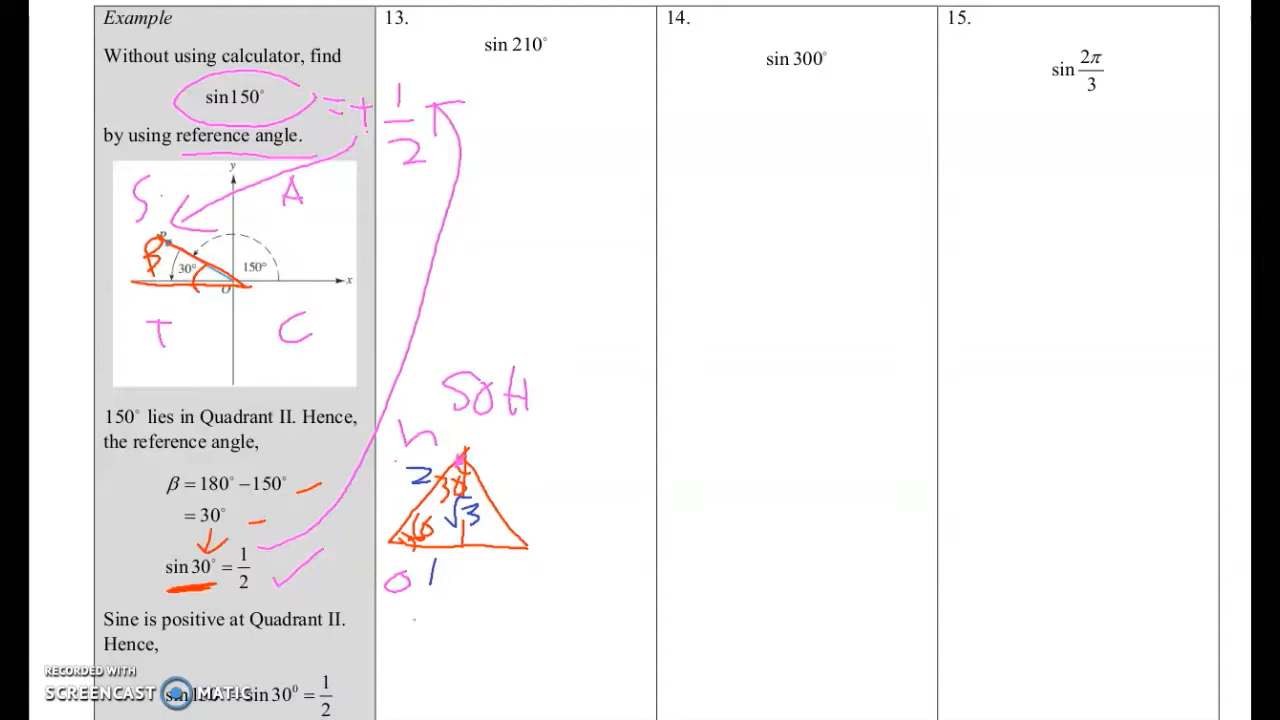 Example
Without using calculator, find
sin150°
= + 1/2
by using reference angle.
y
S
A
P
β
30°
150°
x
O
T
C
150° lies in Quadrant II. Hence,
the reference angle,
β = 180° − 150°
= 30°
sin 30° = 1/2
Sine is positive at Quadrant II.
Hence,
sin 30⁰ = 1/2
13.
sin 210°
SOH
h
2
30
√3
60
O
1
14.
sin 300°
15.
sin 2π/3
RECORDED WITH
SCREENCAST MATIC